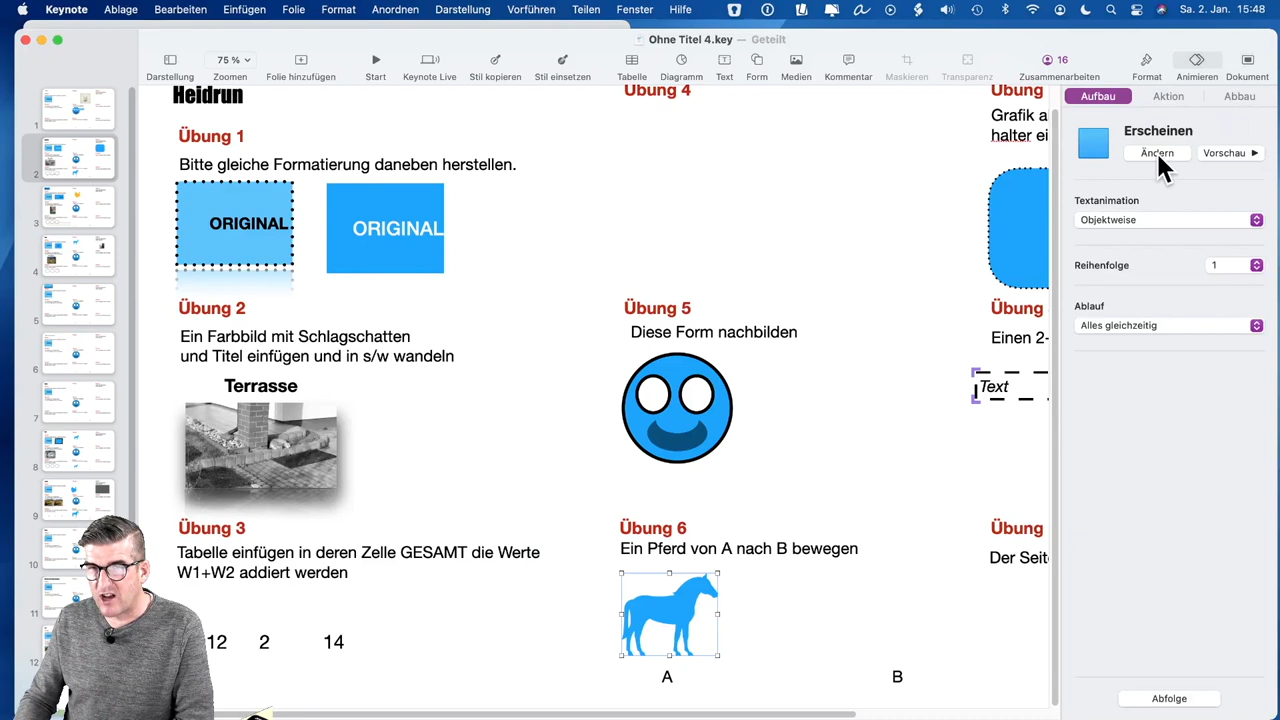 Keynote Ablage Bearbeiten Einfügen Folie Format Anordnen Darstellung Vorführen Teilen Fenster Hilfe Sa. 2. Jan. 15:48
Ohne Titel 4.key — Geteilt
75 %
16
Darstellung Zoomen Folie hinzufügen Start Keynote Live Stil kopieren Stil einsetzen Tabelle Diagramm Text Form Medien Kommentar Maskieren Transparenz Zusammenarbeiten Format Animieren Dokument
Aufbau Aktion Abbau
Erscheinen
Ändern Vorschau
Textanimation
Objektweise
Reihenfolge 1
Ablauf
Alles gleichzeitig
Abfolge
1
2
3
4
5
6
7
8
9
10
11
12
Heidrun
Übung 1
Bitte gleiche Formatierung daneben herstellen.
ORIGINAL
ORIGINAL
Übung 2
Ein Farbbild mit Schlagschatten
und Titel einfügen und in s/w wandeln
Terrasse
Übung 3
Tabelle einfügen in deren Zelle GESAMT die Werte
W1+W2 addiert werden
12 2 14
Übung 4
Übung 5
Diese Form nachbilden
Übung 6
Ein Pferd von A nach B bewegen
A B
Übung
Grafik a
halter ei
Übung
Einen 2-
Text
Übung
Der Seite